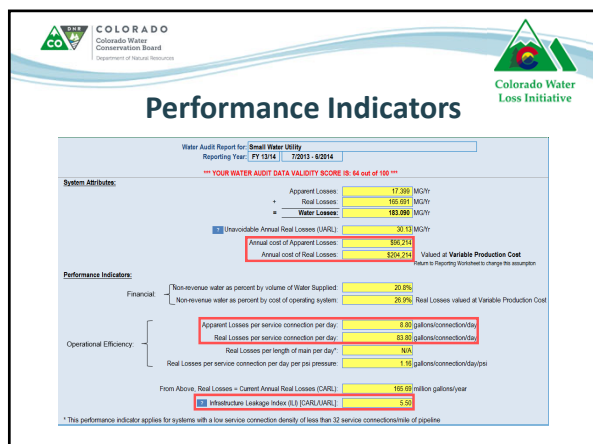 DNR
CO
COLORADO
Colorado Water
Conservation Board
Department of Natural Resources
Colorado Water
Loss Initiative
Performance Indicators
Water Audit Report for: Small Water Utility
Reporting Year: FY 13/14 7/2013 - 6/2014
*** YOUR WATER AUDIT DATA VALIDITY SCORE IS: 64 out of 100 ***
System Attributes:
Apparent Losses: 17.399 MG/Yr
+ Real Losses: 165.691 MG/Yr
= Water Losses: 183.090 MG/Yr
? Unavoidable Annual Real Losses (UARL): 30.13 MG/Yr
Annual cost of Apparent Losses: $96,214
Annual cost of Real Losses: $204,214 Valued at Variable Production Cost
Return to Reporting Worksheet to change this assumption
Performance Indicators:
Financial:
Non-revenue water as percent by volume of Water Supplied: 20.8%
Non-revenue water as percent by cost of operating system: 26.9% Real Losses valued at Variable Production Cost
Operational Efficiency:
Apparent Losses per service connection per day: 8.80 gallons/connection/day
Real Losses per service connection per day: 83.80 gallons/connection/day
Real Losses per length of main per day*: N/A
Real Losses per service connection per day per psi pressure: 1.16 gallons/connection/day/psi
From Above, Real Losses = Current Annual Real Losses (CARL): 165.69 million gallons/year
? Infrastructure Leakage Index (ILI) [CARL/UARL]: 5.50
* This performance indicator applies for systems with a low service connection density of less than 32 service connections/mile of pipeline